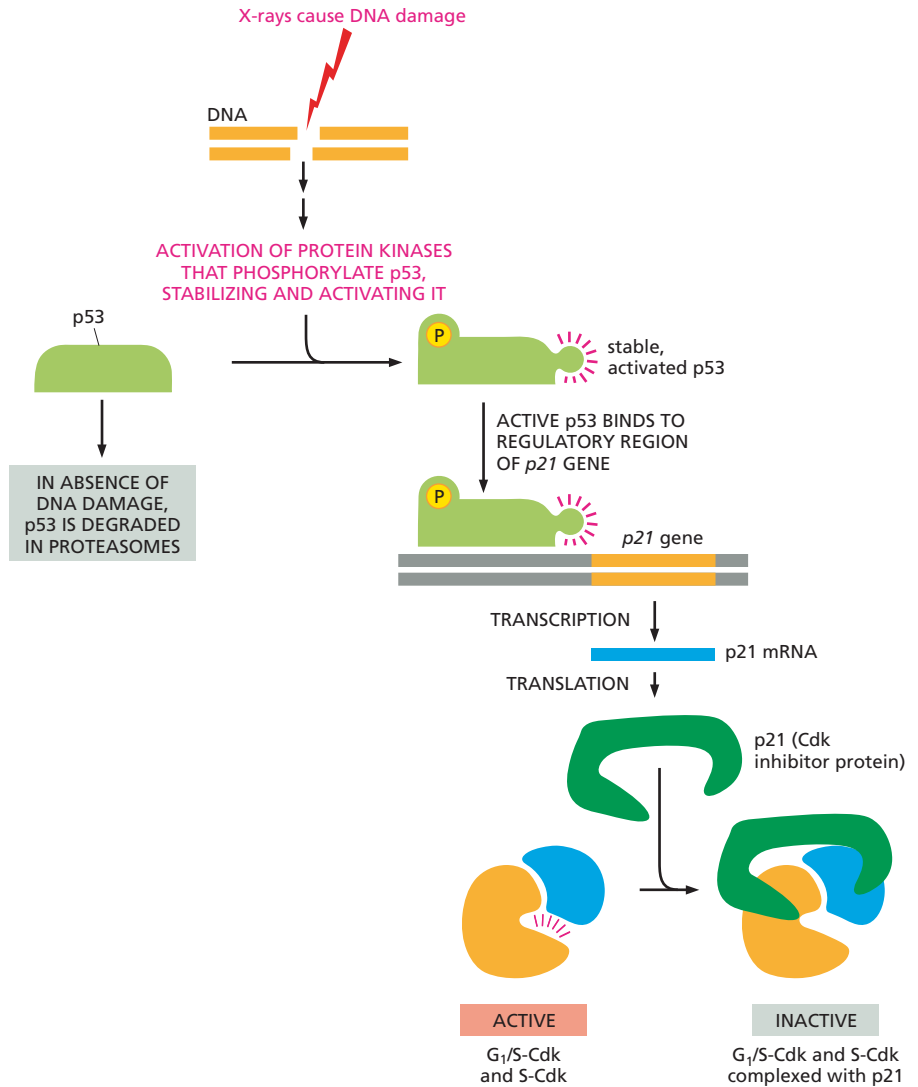 X-rays cause DNA damage
DNA
ACTIVATION OF PROTEIN KINASES
THAT PHOSPHORYLATE p53,
STABILIZING AND ACTIVATING IT
p53
P
stable,
activated p53
IN ABSENCE OF
DNA DAMAGE,
p53 IS DEGRADED
IN PROTEASOMES
ACTIVE p53 BINDS TO
REGULATORY REGION
OF p21 GENE
P
p21 gene
TRANSCRIPTION
p21 mRNA
TRANSLATION
p21 (Cdk
inhibitor protein)
ACTIVE
G₁/S-Cdk
and S-Cdk
INACTIVE
G₁/S-Cdk and S-Cdk
complexed with p21